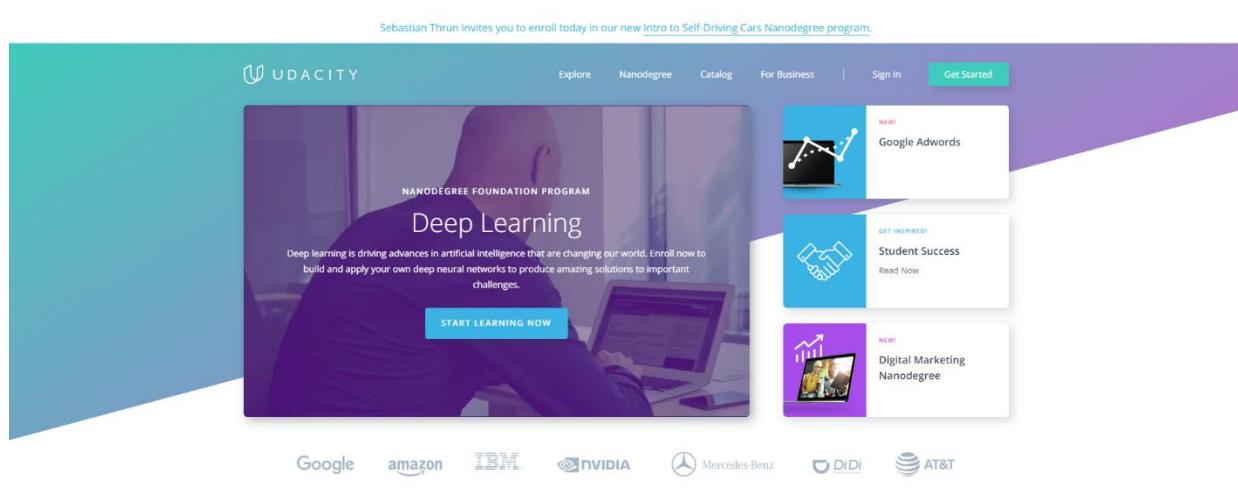 Sebastian Thrun invites you to enroll today in our new Intro to Self-Driving Cars Nanodegree program.
UDACITY
Explore Nanodegree Catalog For Business | Sign In Get Started
NANODEGREE FOUNDATION PROGRAM
Deep Learning
Deep learning is driving advances in artificial intelligence that are changing our world. Enroll now to
build and apply your own deep neural networks to produce amazing solutions to important
challenges.
START LEARNING NOW
NEW!
Google Adwords
GET INSPIRED!
Student Success
Read Now
NEW!
Digital Marketing
Nanodegree
Google amazon IBM NVIDIA Mercedes-Benz DiDi AT&T